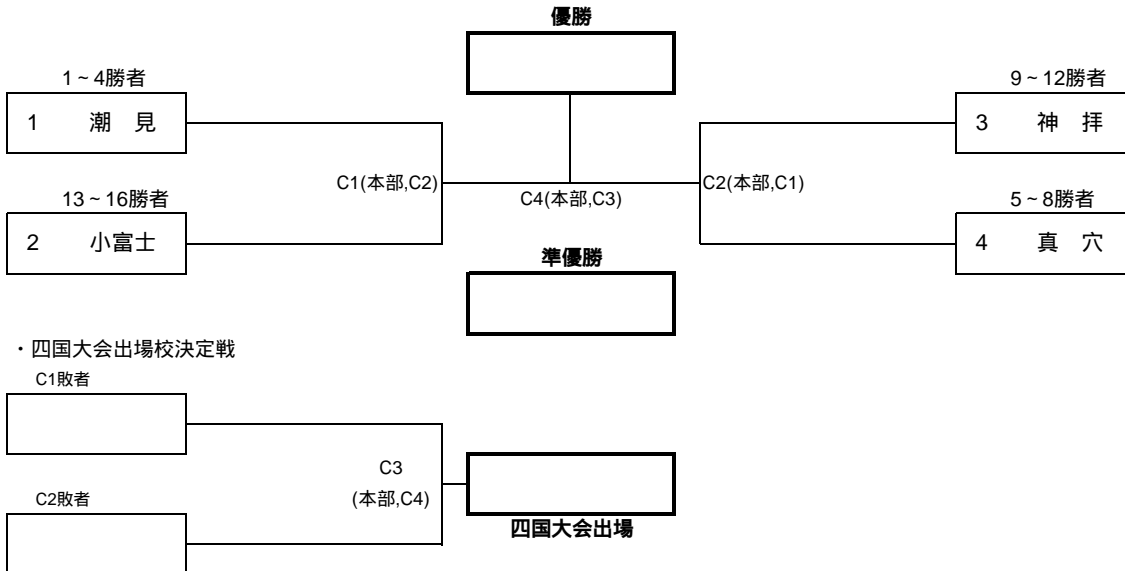 優勝
1~4勝者
9~12勝者
1 潮 見
3 神 拝
C1(本部,C2)
C2(本部,C1)
C4(本部,C3)
13~16勝者
5~8勝者
2 小富士
4 真 穴
準優勝
・四国大会出場校決定戦
C1敗者
C3
(本部,C4)
C2敗者
四国大会出場